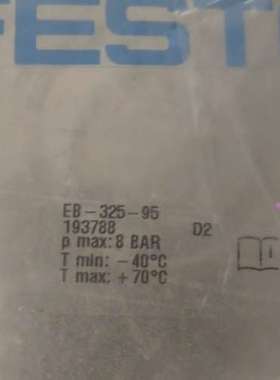 FEST
EB-325-95
193788 D2
p max: 8 BAR
T min: -40°C
T max: +70°C